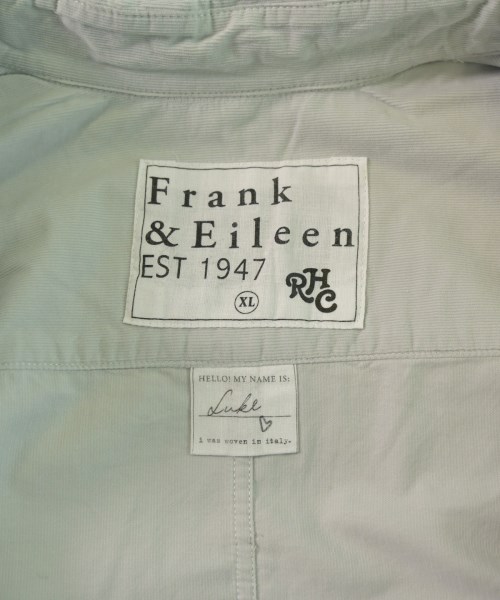 Frank
& Eileen
EST 1947
RHC
XL
HELLO! MY NAME IS:
Luke
i was woven in italy.